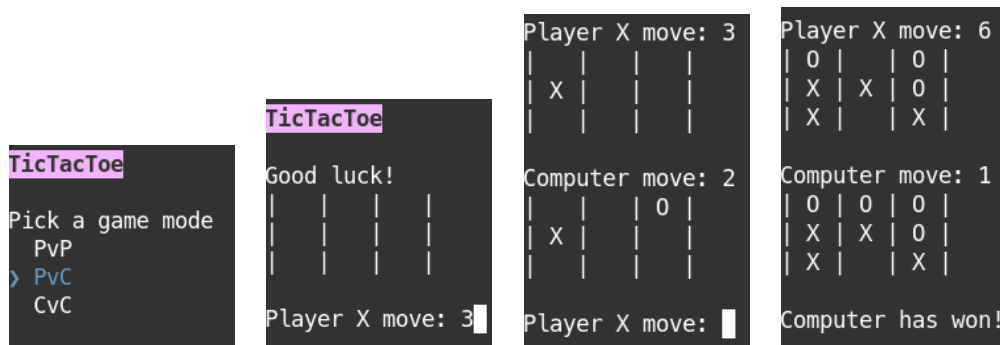 TicTacToe
Pick a game mode
PvP
❯ PvC
CvC
TicTacToe
Good luck!
|   |   |   |
|   |   |   |
|   |   |   |
Player X move: 3
Player X move: 3
|   |   |   |
| X |   |   |
|   |   |   |
Computer move: 2
|   |   | O |
| X |   |   |
|   |   |   |
Player X move:
Player X move: 6
| O |   | O |
| X | X | O |
| X |   | X |
Computer move: 1
| O | O | O |
| X | X | O |
| X |   | X |
Computer has won!